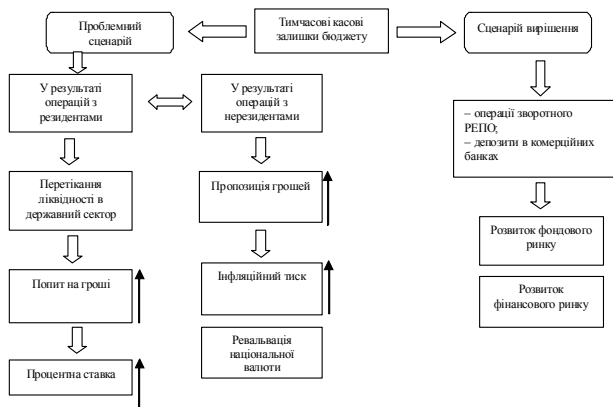 Проблемний
сценарій
Тимчасові касові
залишки бюджету
Сценарій вирішення
У результаті
операцій з
резидентами
У результаті
операцій з
нерезидентами
– операції зворотного
РЕПО;
– депозити в комерційних
банках
Перетікання
ліквідності в
державний сектор
Пропозиція грошей
Розвиток фондового
ринку
Попит на гроші
Інфляційний тиск
Розвиток
фінансового ринку
Ревальвація
національної
валюти
Процентна ставка